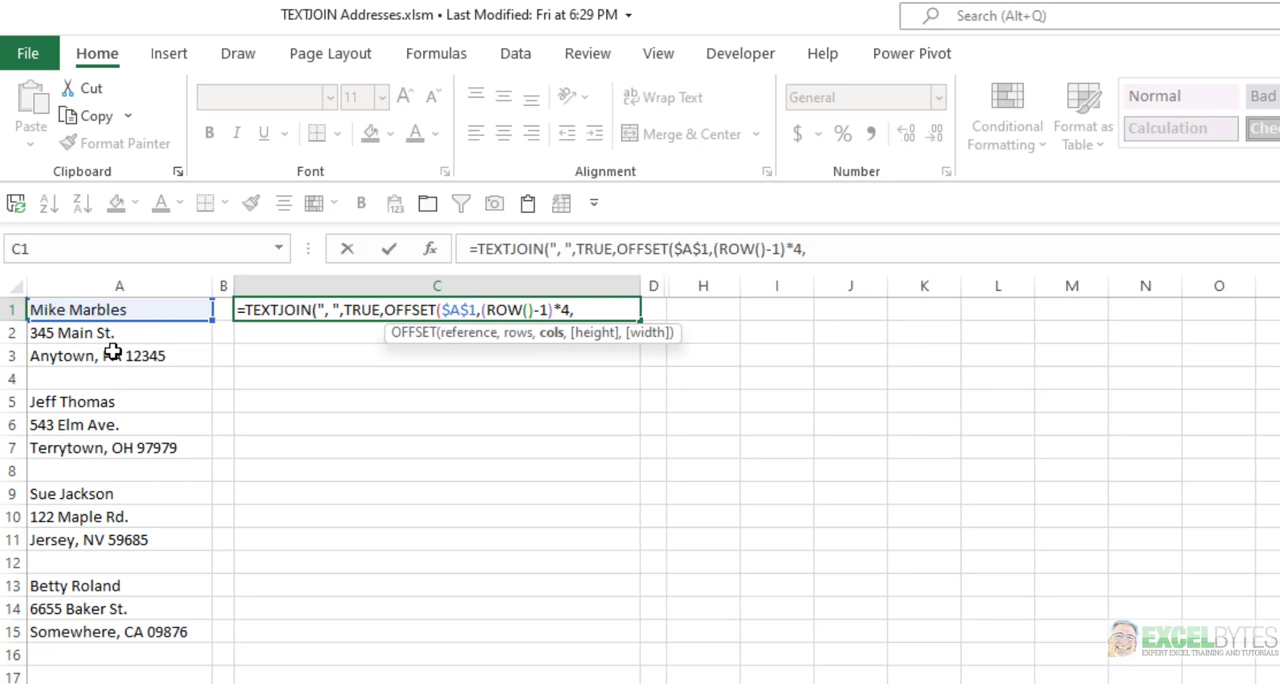 TEXTJOIN Addresses.xlsm • Last Modified: Fri at 6:29 PM
Search (Alt+Q)
File Home Insert Draw Page Layout Formulas Data Review View Developer Help Power Pivot
Paste
Cut
Copy
Format Painter
Clipboard
11
A A
B I U
A
Font
Wrap Text
Merge & Center
Alignment
General
$ % 9
Number
Conditional Formatting
Format as Table
Normal
Bad
Calculation
C1
fx
=TEXTJOIN(", ",TRUE,OFFSET($A$1,(ROW()-1)*4,
A B C D H I J K L M N O
1 Mike Marbles =TEXTJOIN(", ",TRUE,OFFSET($A$1,(ROW()-1)*4,
2 345 Main St. OFFSET(reference, rows, cols, [height], [width])
3 Anytown, 12345
4
5 Jeff Thomas
6 543 Elm Ave.
7 Terrytown, OH 97979
8
9 Sue Jackson
10 122 Maple Rd.
11 Jersey, NV 59685
12
13 Betty Roland
14 6655 Baker St.
15 Somewhere, CA 09876
16
17
EXCELBYTES
EXPERT EXCEL TRAINING AND TUTORIALS